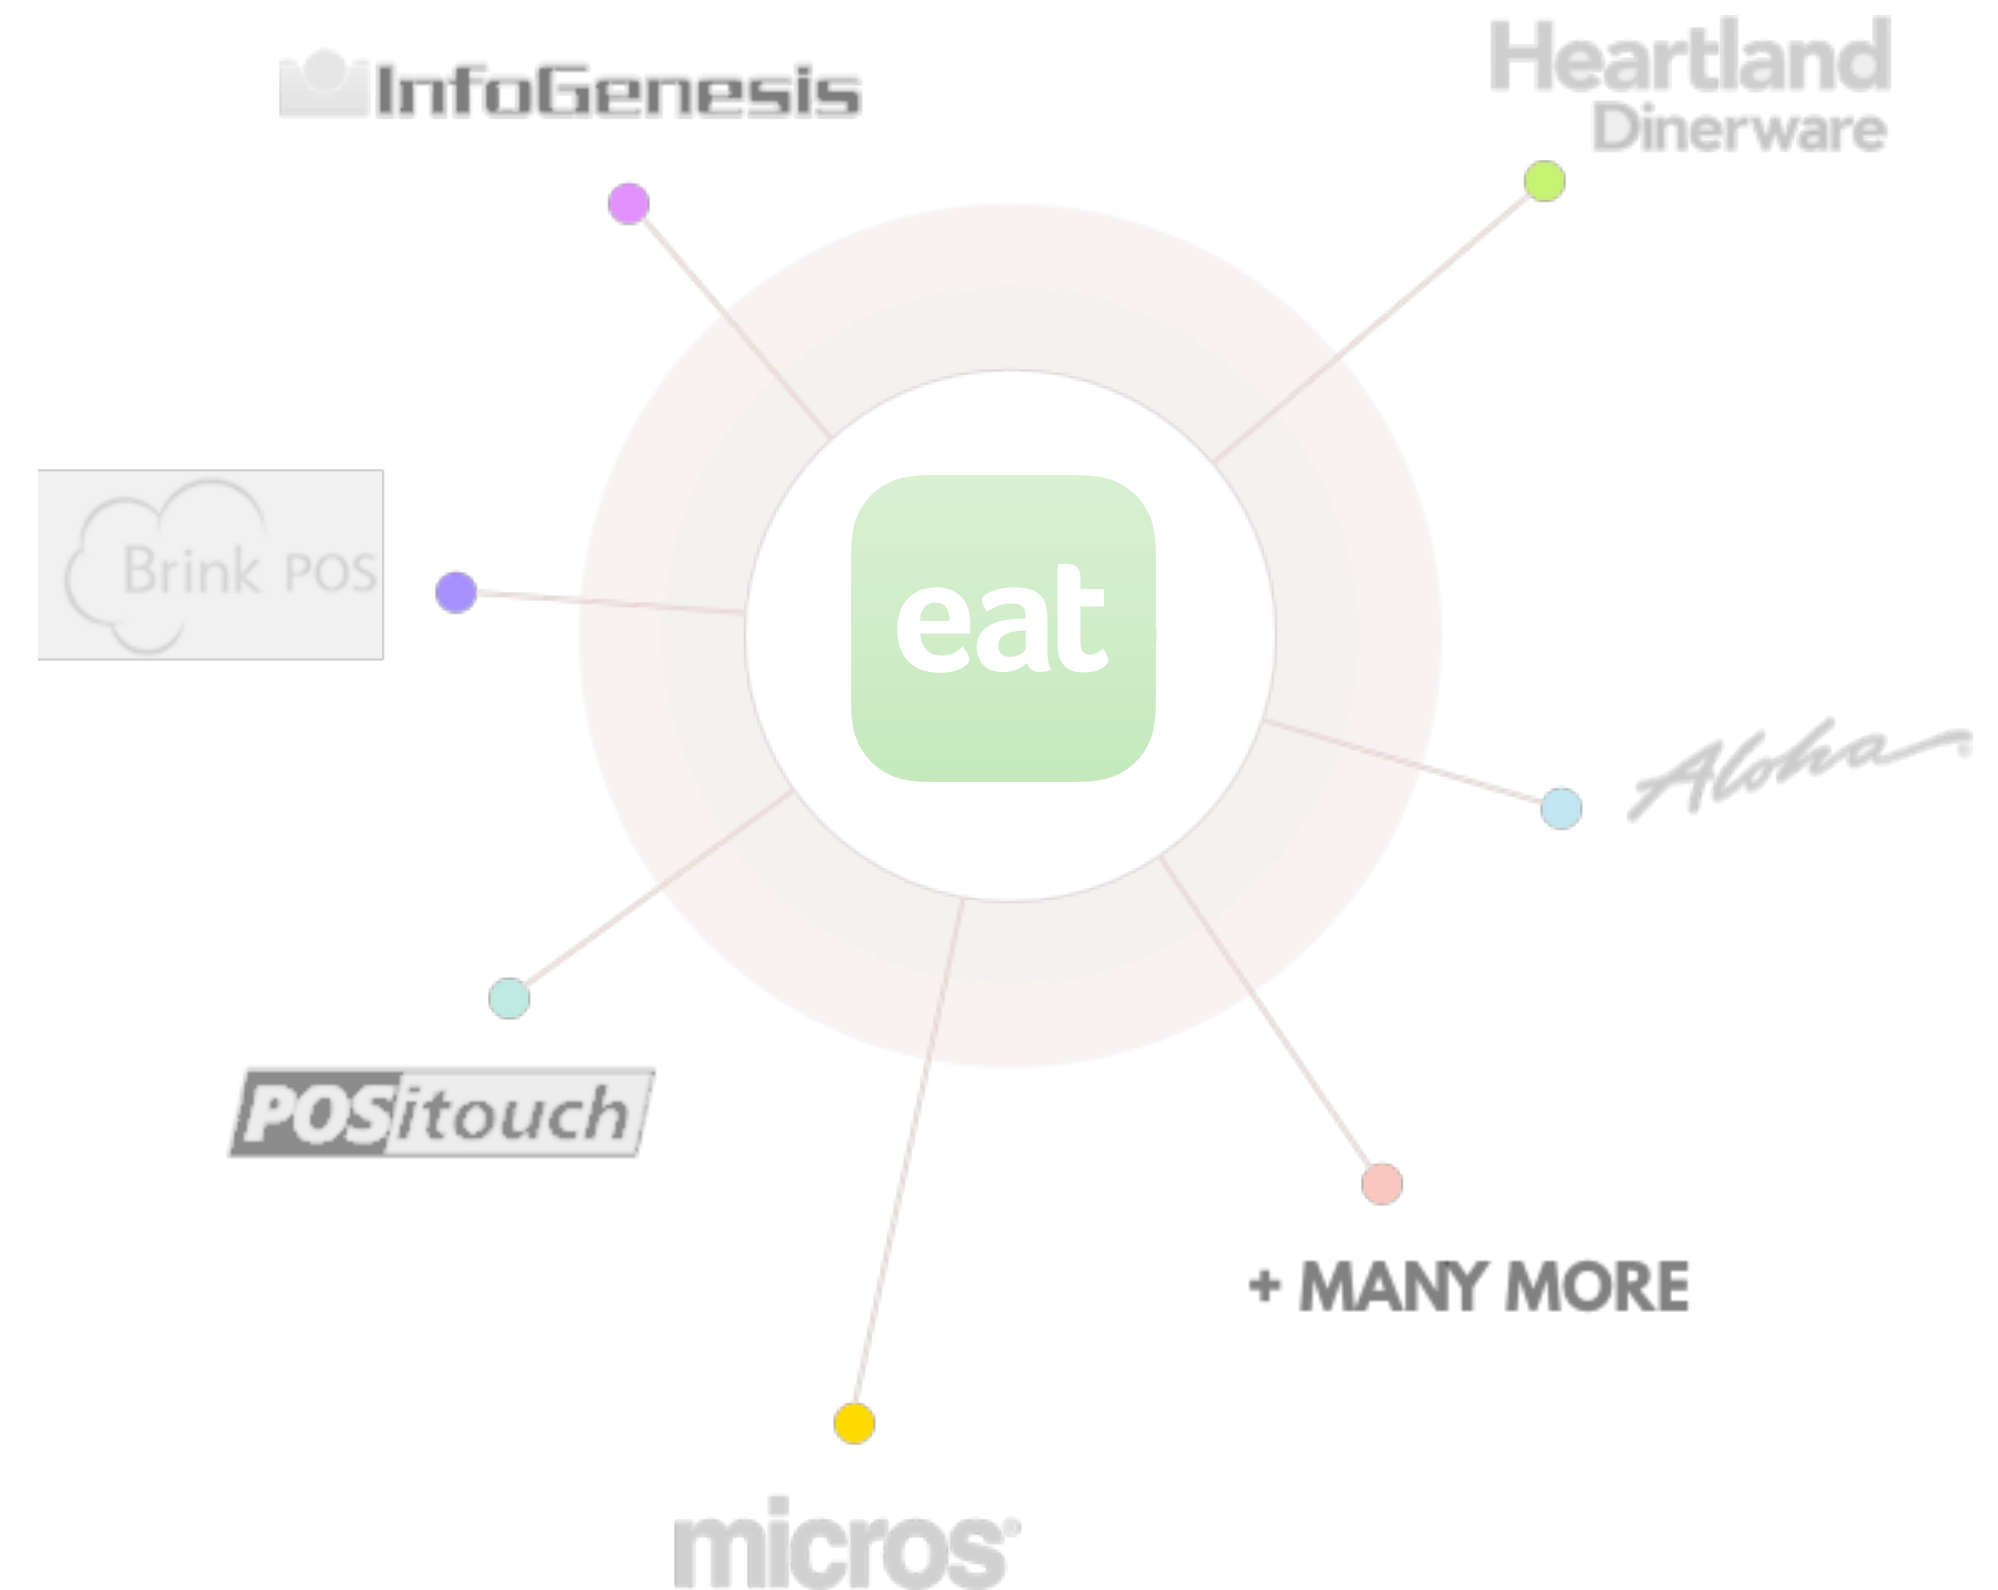 InfoGenesis
Heartland
Dinerware
Brink POS
eat
Aloha
POSitouch
+ MANY MORE
micros